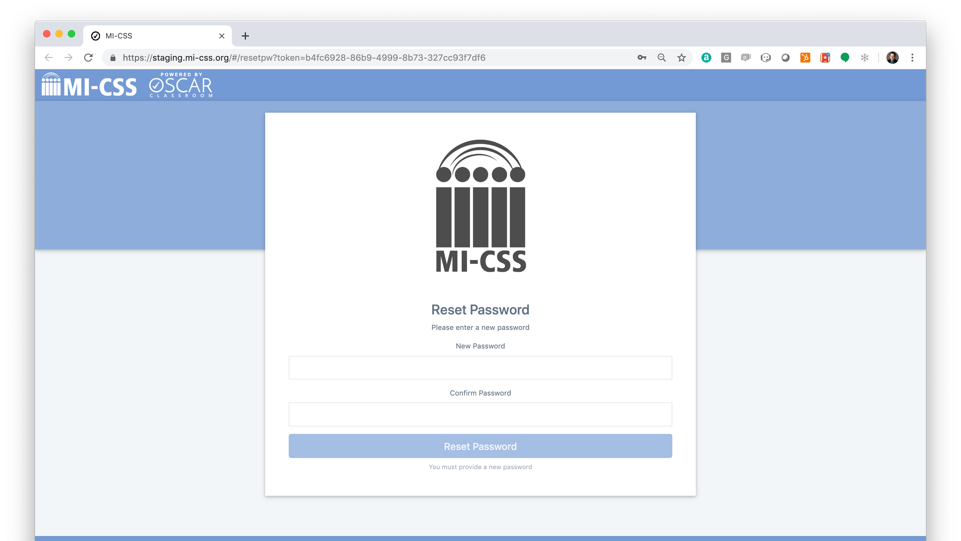 MI-CSS
https://staging.mi-css.org/#/resetpw?token=b4fc6928-86b9-4999-8b73-327cc93f7df6
MI-CSS
POWERED BY
OSCAR
CLASSROOM
MI-CSS
Reset Password
Please enter a new password
New Password
Confirm Password
Reset Password
You must provide a new password